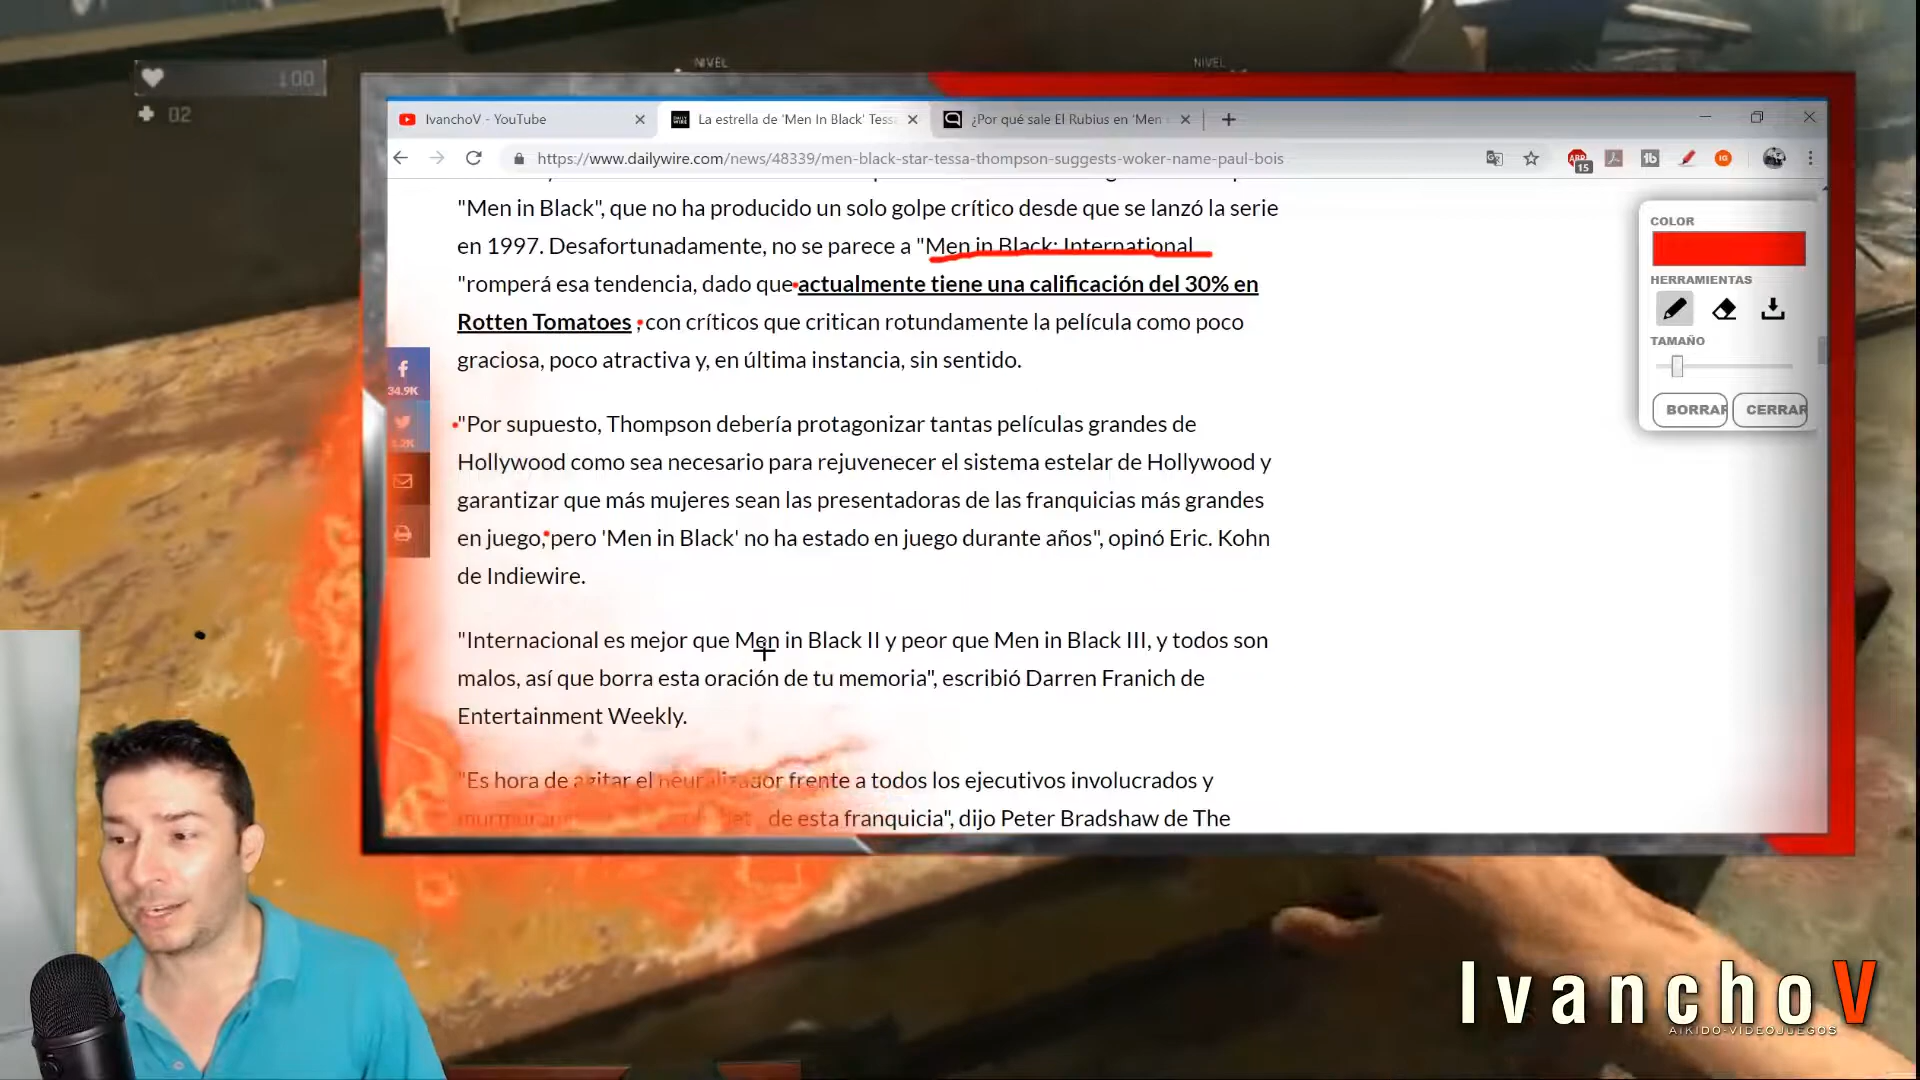 NIVEL
NIVEL
100
02
IvanchoV - YouTube
La estrella de 'Men In Black' Tess
¿Por qué sale El Rubius en 'Men
https://www.dailywire.com/news/48339/men-black-star-tessa-thompson-suggests-woker-name-paul-bois
15
"Men in Black", que no ha producido un solo golpe crítico desde que se lanzó la serie
en 1997. Desafortunadamente, no se parece a "Men in Black: International
"romperá esa tendencia, dado que actualmente tiene una calificación del 30% en
Rotten Tomatoes , con críticos que critican rotundamente la película como poco
graciosa, poco atractiva y, en última instancia, sin sentido.
"Por supuesto, Thompson debería protagonizar tantas películas grandes de
Hollywood como sea necesario para rejuvenecer el sistema estelar de Hollywood y
garantizar que más mujeres sean las presentadoras de las franquicias más grandes
en juego, pero 'Men in Black' no ha estado en juego durante años", opinó Eric. Kohn
de Indiewire.
"Internacional es mejor que Men in Black II y peor que Men in Black III, y todos son
malos, así que borra esta oración de tu memoria", escribió Darren Franich de
Entertainment Weekly.
"Es hora de agitar el neuralizador frente a todos los ejecutivos involucrados y
de esta franquicia", dijo Peter Bradshaw de The
34.9K
COLOR
HERRAMIENTAS
TAMAÑO
BORRAR
CERRAR
IvanchoV
AIKIDO-VIDEOJUEGOS